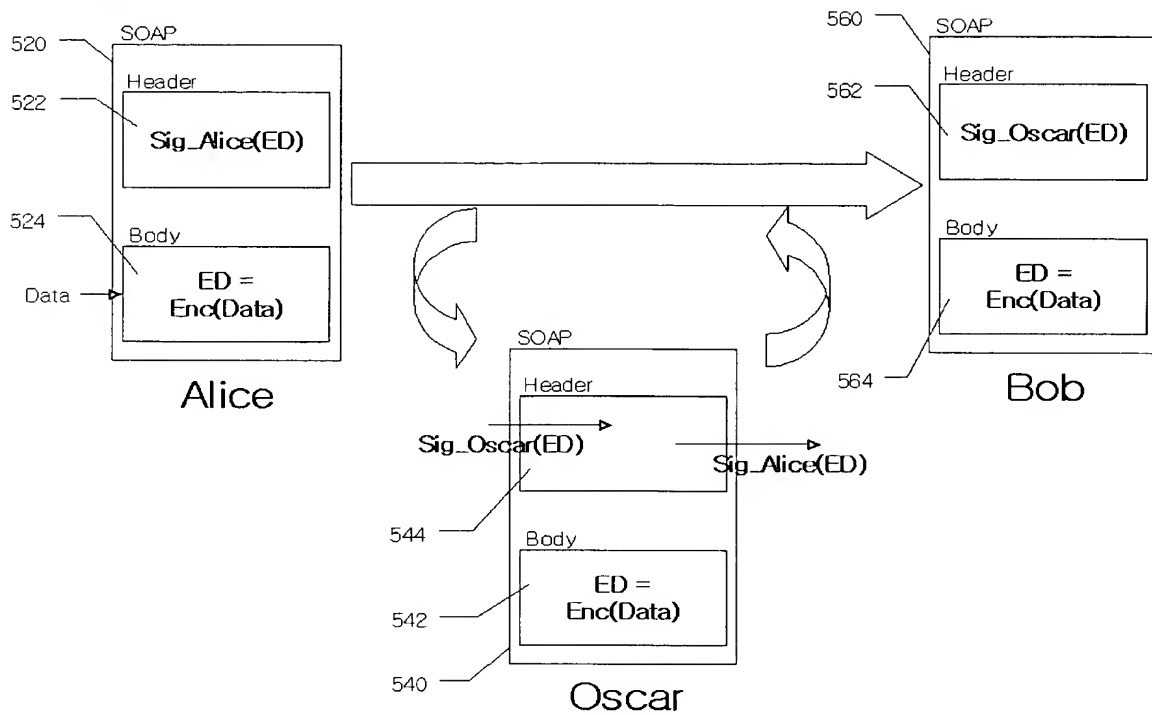 520
SOAP
Header
522
Sig_Alice(ED)
524
Body
Data
ED =
Enc(Data)
Alice
560
SOAP
Header
562
Sig_Oscar(ED)
Body
ED =
Enc(Data)
564
Bob
SOAP
Header
Sig_Oscar(ED)
Sig_Alice(ED)
544
Body
ED =
Enc(Data)
542
540
Oscar